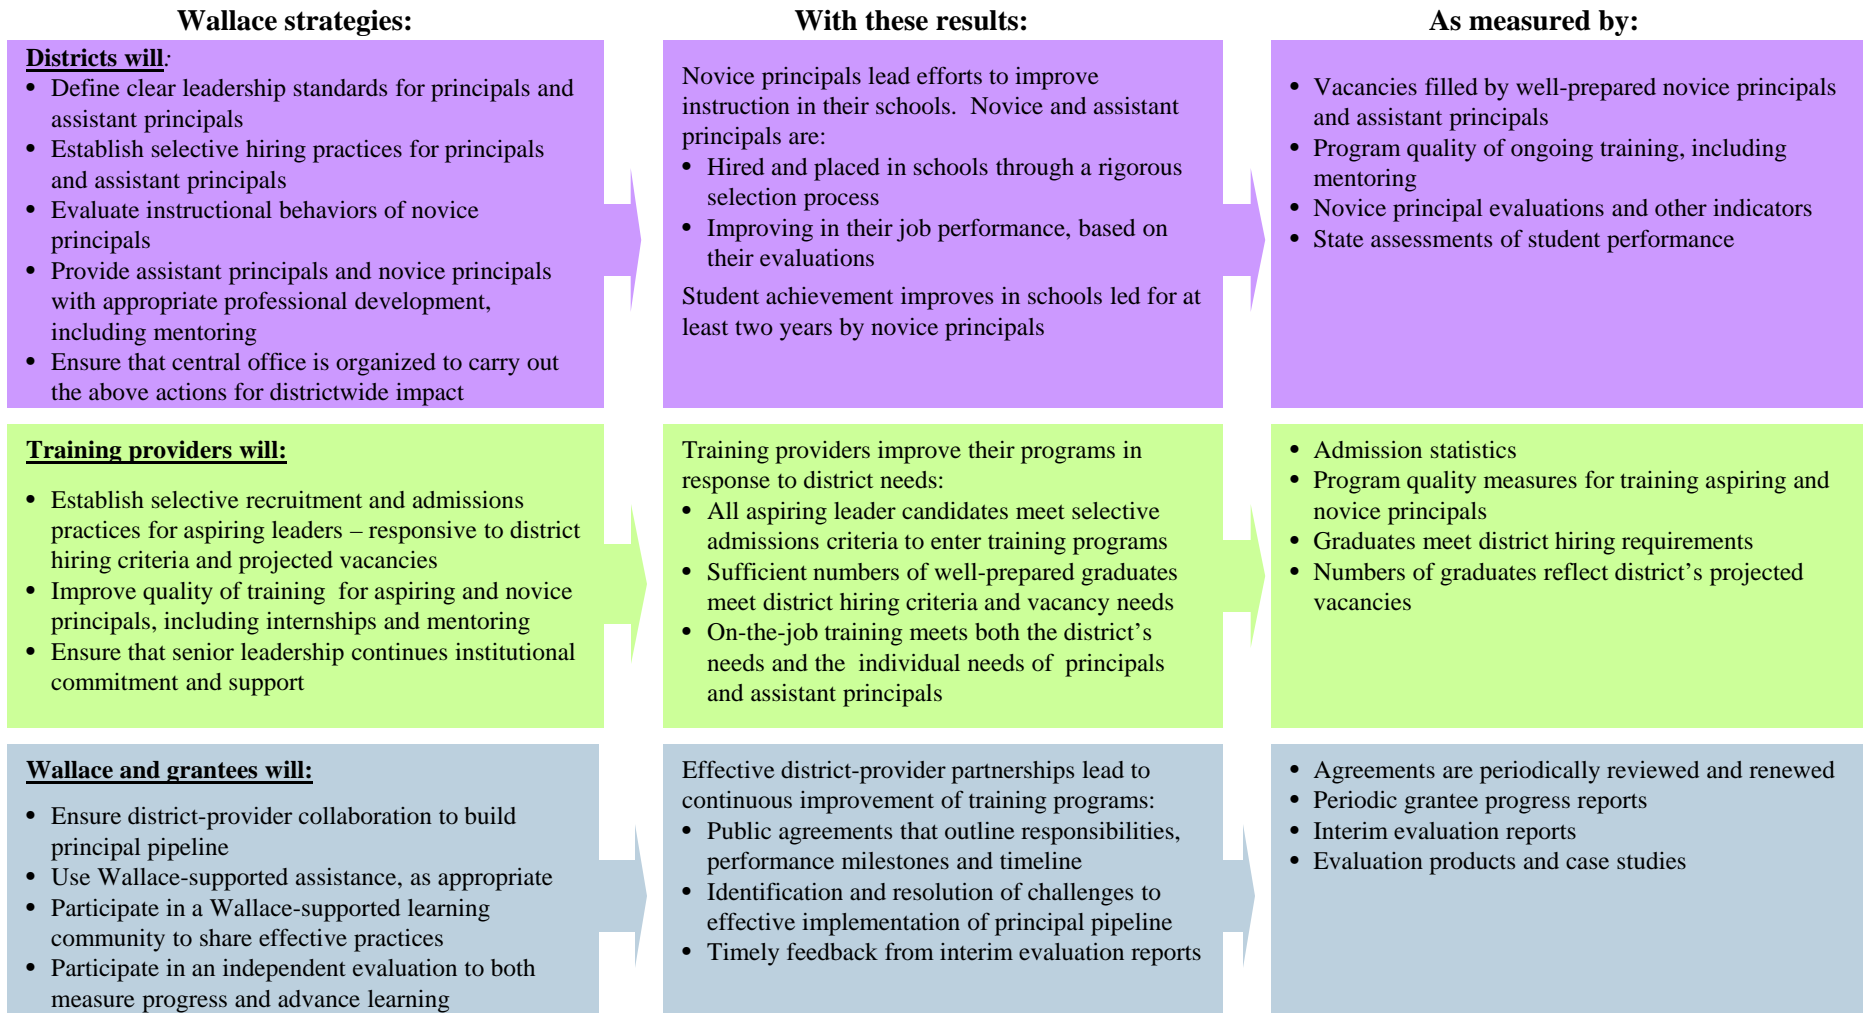 Wallace strategies:
With these results:
As measured by:
Districts will:
• Define clear leadership standards for principals and
assistant principals
• Establish selective hiring practices for principals
and assistant principals
• Evaluate instructional behaviors of novice
principals
• Provide assistant principals and novice principals
with appropriate professional development,
including mentoring
• Ensure that central office is organized to carry out
the above actions for districtwide impact
Novice principals lead efforts to improve
instruction in their schools.  Novice and assistant
principals are:
• Hired and placed in schools through a rigorous
selection process
• Improving in their job performance, based on
their evaluations
Student achievement improves in schools led for at
least two years by novice principals
• Vacancies filled by well-prepared novice principals
and assistant principals
• Program quality of ongoing training, including
mentoring
• Novice principal evaluations and other indicators
• State assessments of student performance
Training providers will:
• Establish selective recruitment and admissions
practices for aspiring leaders – responsive to district
hiring criteria and projected vacancies
• Improve quality of training  for aspiring and novice
principals, including internships and mentoring
• Ensure that senior leadership continues institutional
commitment and support
Training providers improve their programs in
response to district needs:
• All aspiring leader candidates meet selective
admissions criteria to enter training programs
• Sufficient numbers of well-prepared graduates
meet district hiring criteria and vacancy needs
• On-the-job training meets both the district’s
needs and the  individual needs of  principals
and assistant principals
• Admission statistics
• Program quality measures for training aspiring and
novice principals
• Graduates meet district hiring requirements
• Numbers of graduates reflect district’s projected
vacancies
Wallace and grantees will:
• Ensure district-provider collaboration to build
principal pipeline
• Use Wallace-supported assistance, as appropriate
• Participate in a Wallace-supported learning
community to share effective practices
• Participate in an independent evaluation to both
measure progress and advance learning
Effective district-provider partnerships lead to
continuous improvement of training programs:
• Public agreements that outline responsibilities,
performance milestones and timeline
• Identification and resolution of challenges to
effective implementation of principal pipeline
• Timely feedback from interim evaluation reports
• Agreements are periodically reviewed and renewed
• Periodic grantee progress reports
• Interim evaluation reports
• Evaluation products and case studies